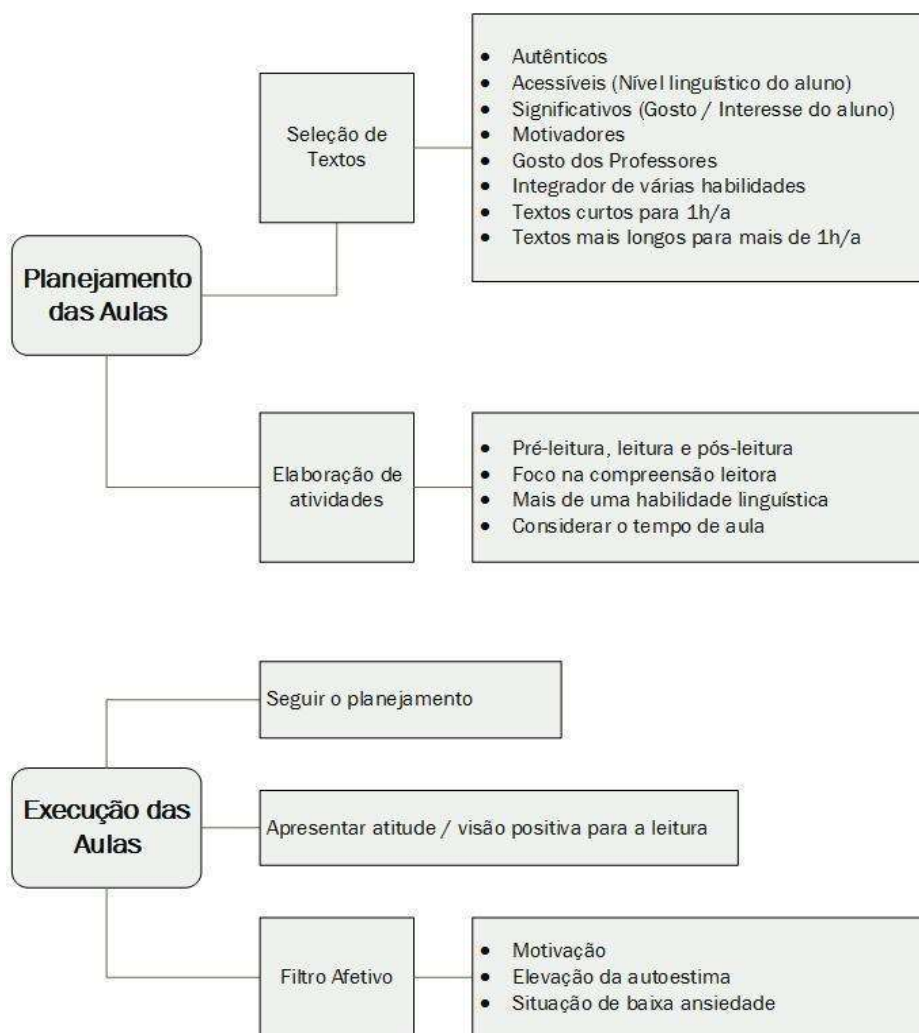 Planejamento
das Aulas
Seleção de
Textos
• Autênticos
• Acessíveis (Nível linguístico do aluno)
• Significativos (Gosto / Interesse do aluno)
• Motivadores
• Gosto dos Professores
• Integrador de várias habilidades
• Textos curtos para 1h/a
• Textos mais longos para mais de 1h/a
Elaboração de
atividades
• Pré-leitura, leitura e pós-leitura
• Foco na compreensão leitora
• Mais de uma habilidade linguística
• Considerar o tempo de aula
Execução das
Aulas
Seguir o planejamento
Apresentar atitude / visão positiva para a leitura
Filtro Afetivo
• Motivação
• Elevação da autoestima
• Situação de baixa ansiedade